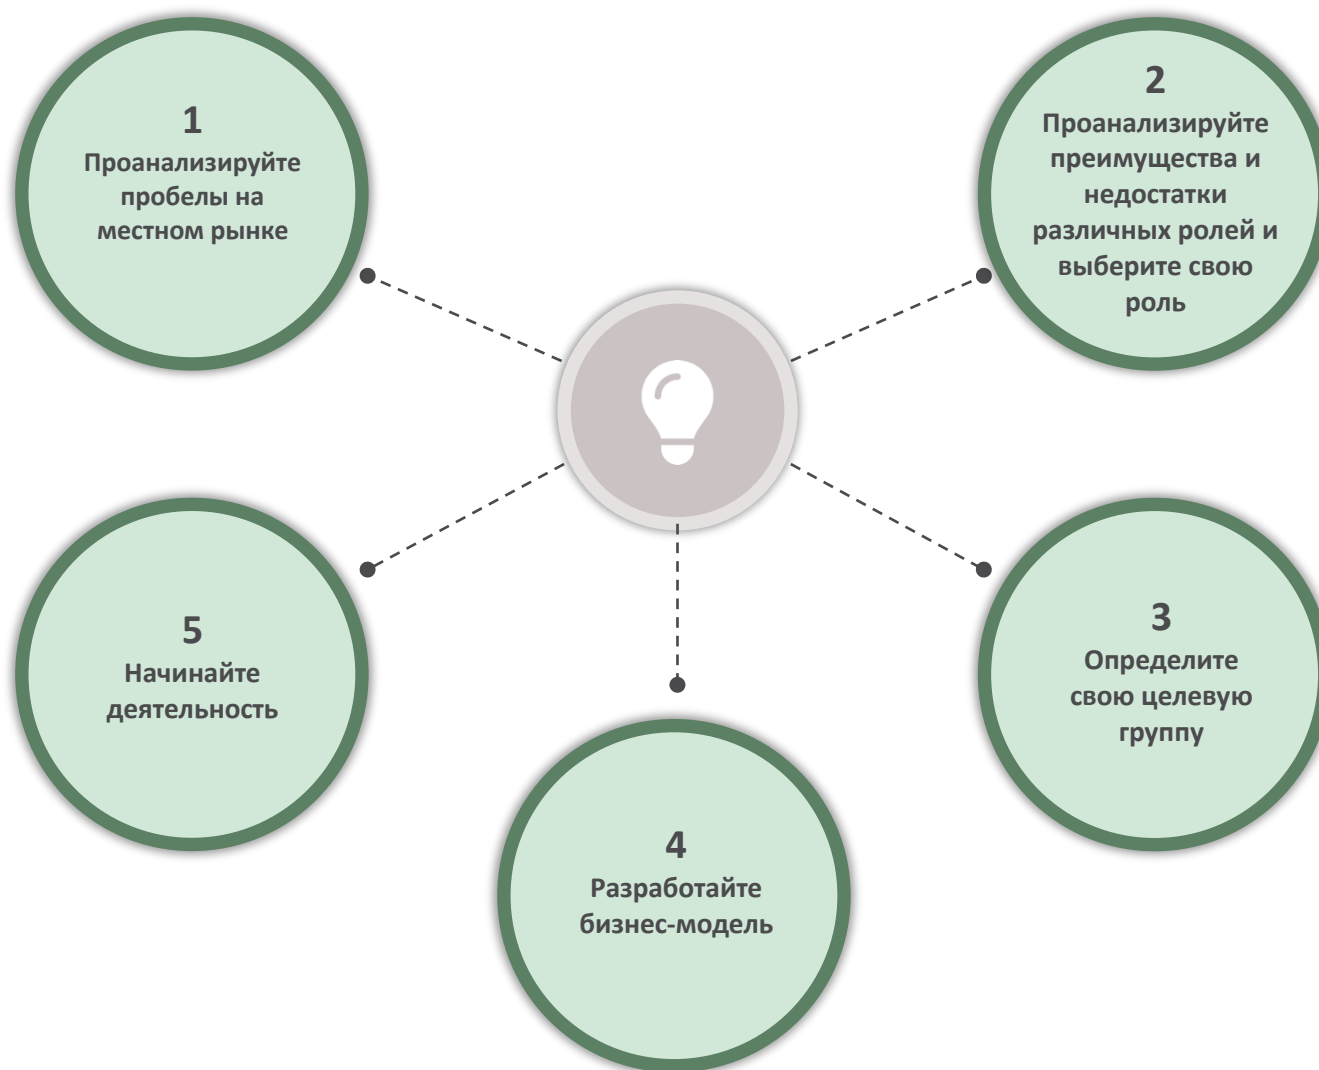 1
Проанализируйте
пробелы на
местном рынке
2
Проанализируйте
преимущества и
недостатки
различных ролей и
выберите свою
роль
3
Определите
свою целевую
группу
4
Разработайте
бизнес-модель
5
Начинайте
деятельность